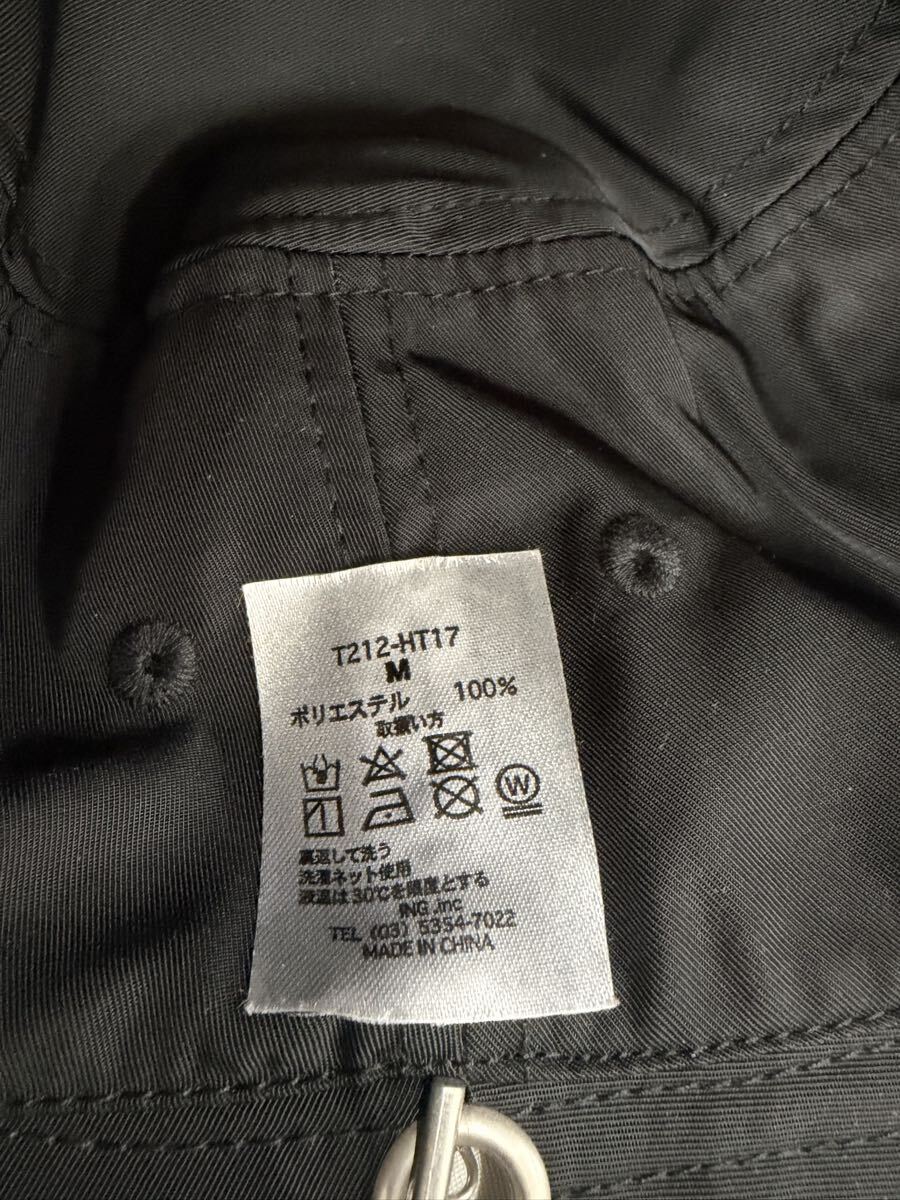 T212-HT17
M
ポリエステル 100%
取扱い方
W
裏返して洗う
洗濯ネット使用
液温は30℃を限度とする
ING .inc
TEL (03) 5354-7022
MADE IN CHINA